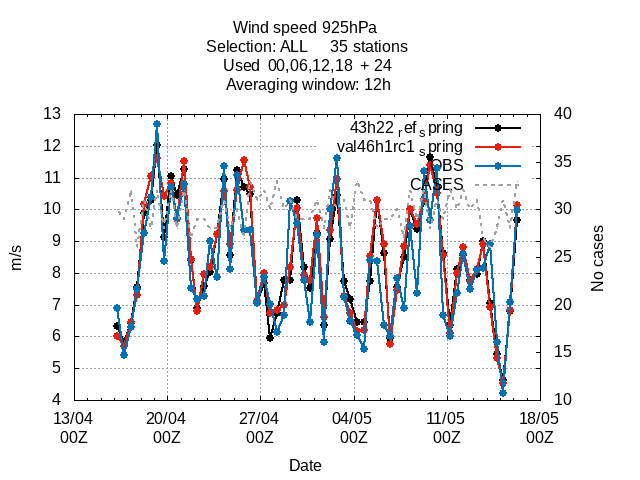 Wind speed 925hPa
Selection: ALL 35 stations
Used 00,06,12,18 + 24
Averaging window: 12h
43h22refspring
val46h1rc1spring
OBS
CASES
13
12
11
10
9
8
7
6
5
4
m/s
40
35
30
25
20
15
10
No cases
13/04 20/04 27/04 04/05 11/05 18/05
00Z 00Z 00Z 00Z 00Z 00Z
Date